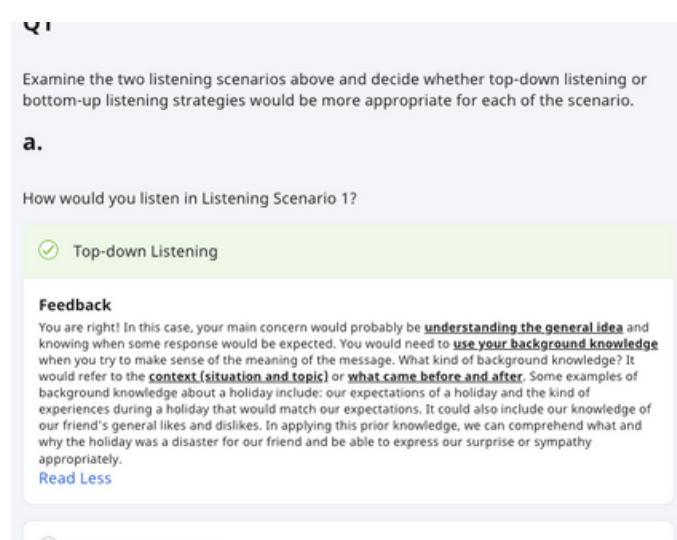 Q1
Examine the two listening scenarios above and decide whether top-down listening or
bottom-up listening strategies would be more appropriate for each of the scenario.
a.
How would you listen in Listening Scenario 1?
Top-down Listening
Feedback
You are right! In this case, your main concern would probably be understanding the general idea and
knowing when some response would be expected. You would need to use your background knowledge
when you try to make sense of the meaning of the message. What kind of background knowledge? It
would refer to the context (situation and topic) or what came before and after. Some examples of
background knowledge about a holiday include: our expectations of a holiday and the kind of
experiences during a holiday that would match our expectations. It could also include our knowledge of
our friend's general likes and dislikes. In applying this prior knowledge, we can comprehend what and
why the holiday was a disaster for our friend and be able to express our surprise or sympathy
appropriately.
Read Less